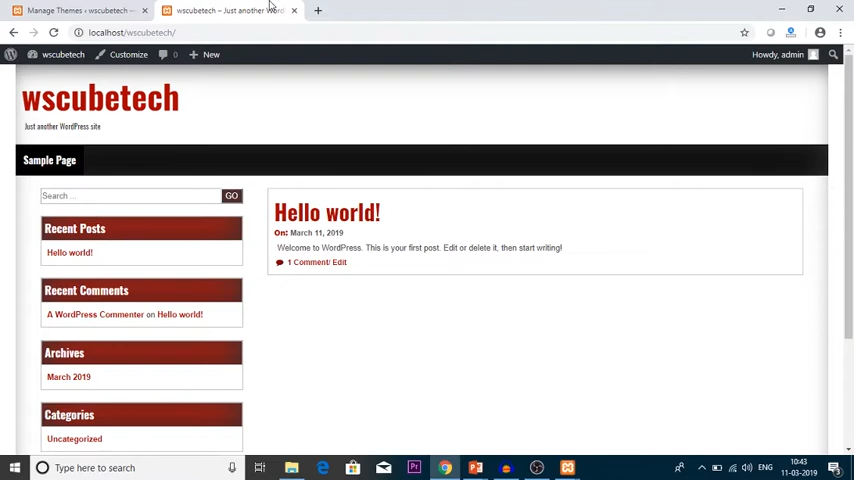 Manage Themes ‹ wscubetech —
wscubetech – Just another Word
localhost/wscubetech/
wscubetech
Customize
0
New
Howdy, admin
wscubetech
Just another WordPress site
Sample Page
Search ...
GO
Recent Posts
Hello world!
Recent Comments
A WordPress Commenter on Hello world!
Archives
March 2019
Categories
Uncategorized
Hello world!
On: March 11, 2019
Welcome to WordPress. This is your first post. Edit or delete it, then start writing!
1 Comment/ Edit
Type here to search
Pr
ENG
10:43
11-03-2019
3